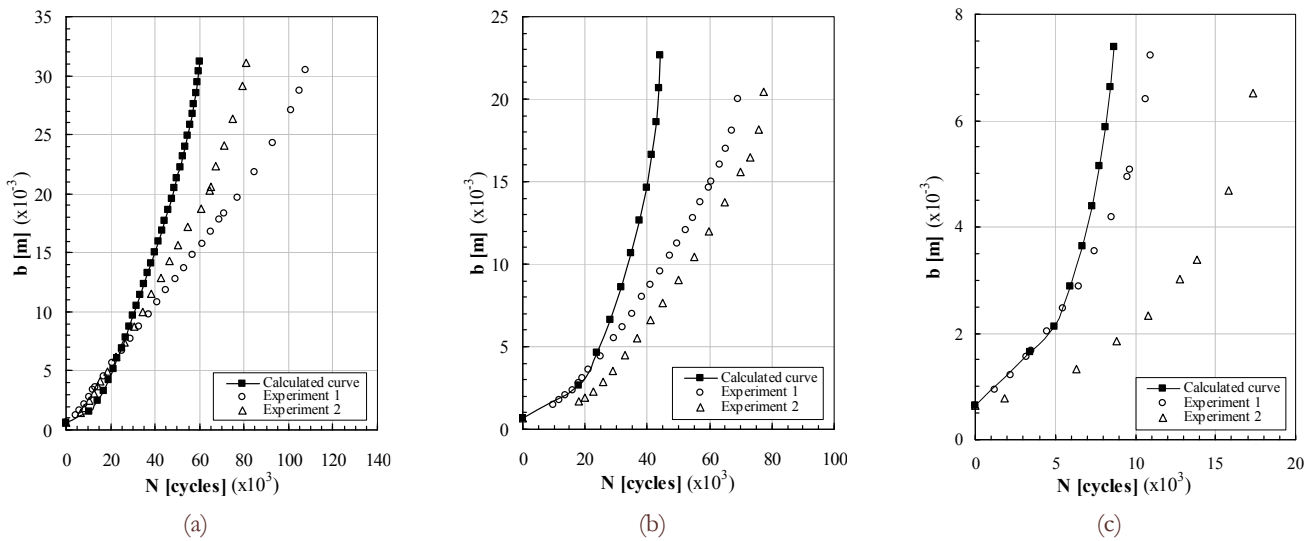 35
30
25
20
15
10
5
0
b [m] (x10-3)
0 20 40 60 80 100 120 140
N [cycles] (x103)
Calculated curve
Experiment 1
Experiment 2
(a)
25
20
15
10
5
0
b [m] (x10-3)
0 20 40 60 80 100
N [cycles] (x103)
Calculated curve
Experiment 1
Experiment 2
(b)
8
6
4
2
0
b [m] (x10-3)
0 5 10 15 20
N [cycles] (x103)
Calculated curve
Experiment 1
Experiment 2
(c)